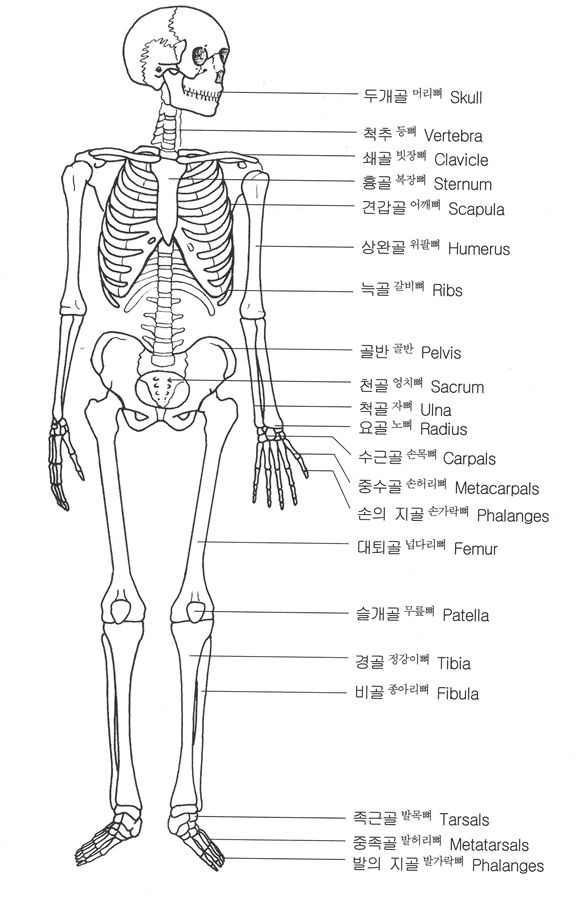 두개골 머리뼈 Skull
척추 등뼈 Vertebra
쇄골 빗장뼈 Clavicle
흉골 복장뼈 Sternum
견갑골 어깨뼈 Scapula
상완골 위팔뼈 Humerus
늑골 갈비뼈 Ribs
골반 골반 Pelvis
천골 엉치뼈 Sacrum
척골 자뼈 Ulna
요골 노뼈 Radius
수근골 손목뼈 Carpals
중수골 손허리뼈 Metacarpals
손의 지골 손가락뼈 Phalanges
대퇴골 넙다리뼈 Femur
슬개골 무릎뼈 Patella
경골 정강이뼈 Tibia
비골 종아리뼈 Fibula
족근골 발목뼈 Tarsals
중족골 발허리뼈 Metatarsals
발의 지골 발가락뼈 Phalanges